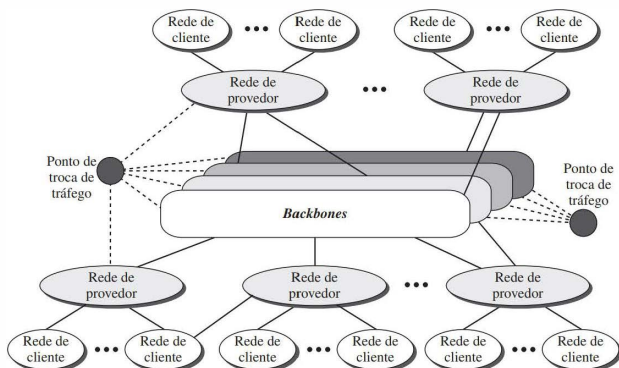 Rede de
cliente
•••
Rede de
cliente
Rede de
cliente
•••
Rede de
cliente
Rede de
provedor
•••
Rede de
provedor
Ponto de
troca de
tráfego
Ponto de
troca de
tráfego
Backbones
Rede de
provedor
Rede de
provedor
•••
Rede de
provedor
Rede de
cliente
•••
Rede de
cliente
Rede de
cliente
•••
Rede de
cliente
Rede de
cliente
•••
Rede de
cliente